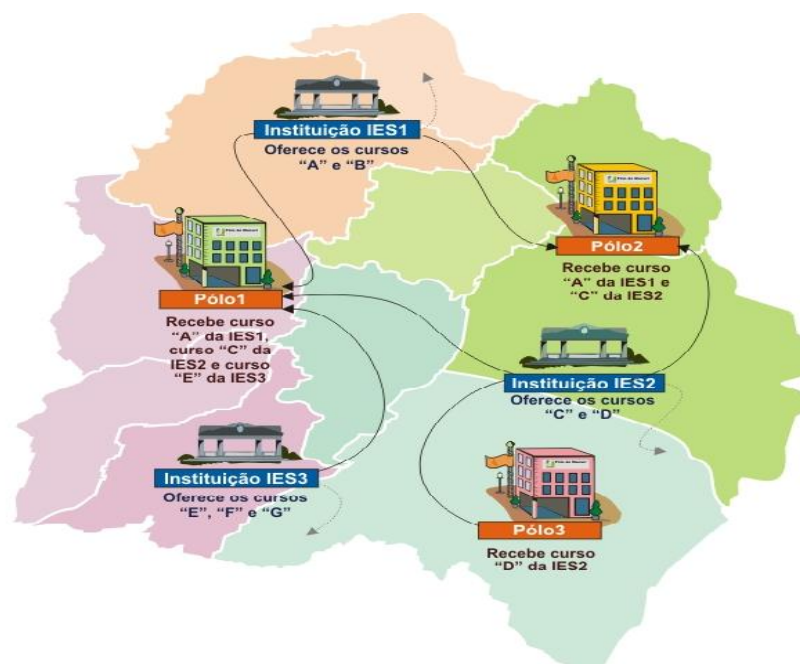 Instituição IES1
Oferece os cursos
“A” e “B”
Pólo2
Recebe curso
“A” da IES1 e
“C” da IES2
Pólo1
Recebe curso
“A” da IES1,
curso “C” da
IES2 e curso
“E” da IES3
Instituição IES2
Oferece os cursos
“C” e “D”
Instituição IES3
Oferece os cursos
“E”, “F” e “G”
Pólo3
Recebe curso
“D” da IES2